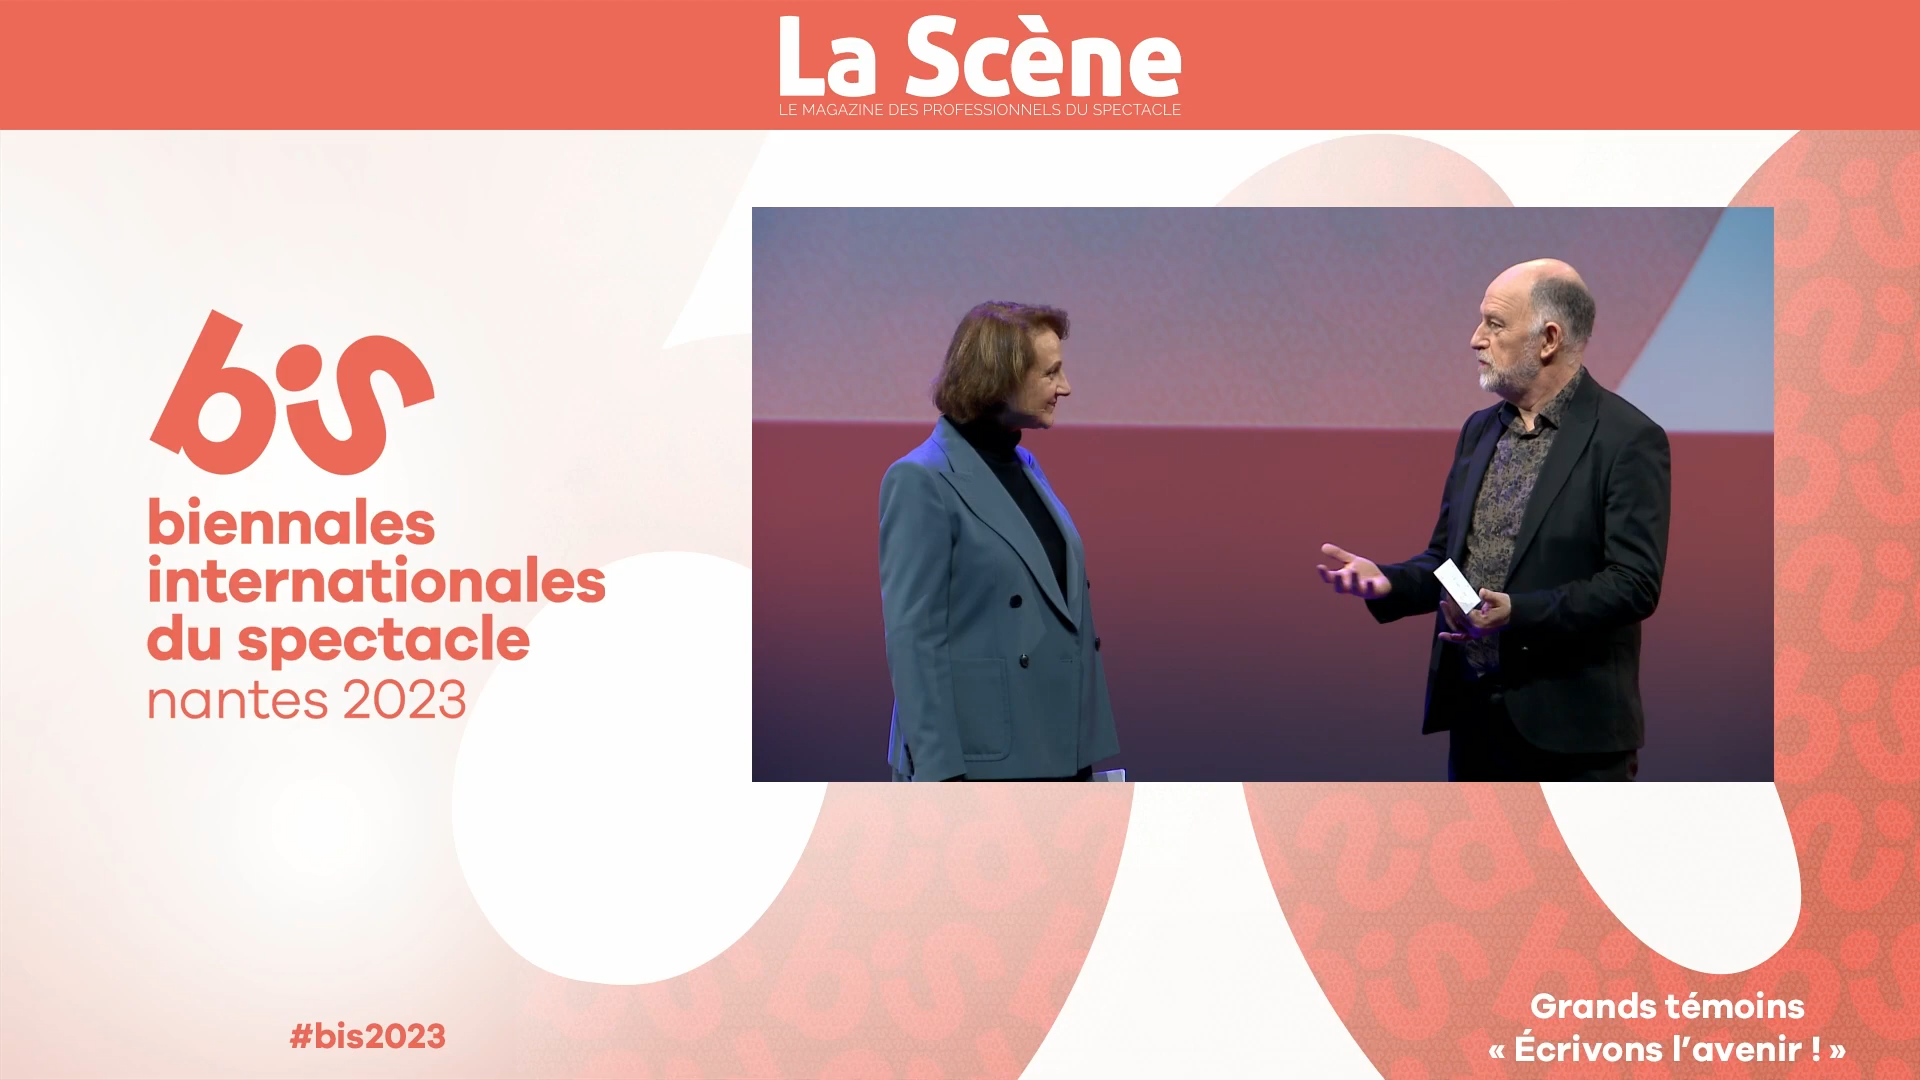 La Scène
LE MAGAZINE DES PROFESSIONNELS DU SPECTACLE
bis
biennales
internationales
du spectacle
nantes 2023
#bis2023
Grands témoins
« Écrivons l’avenir ! »